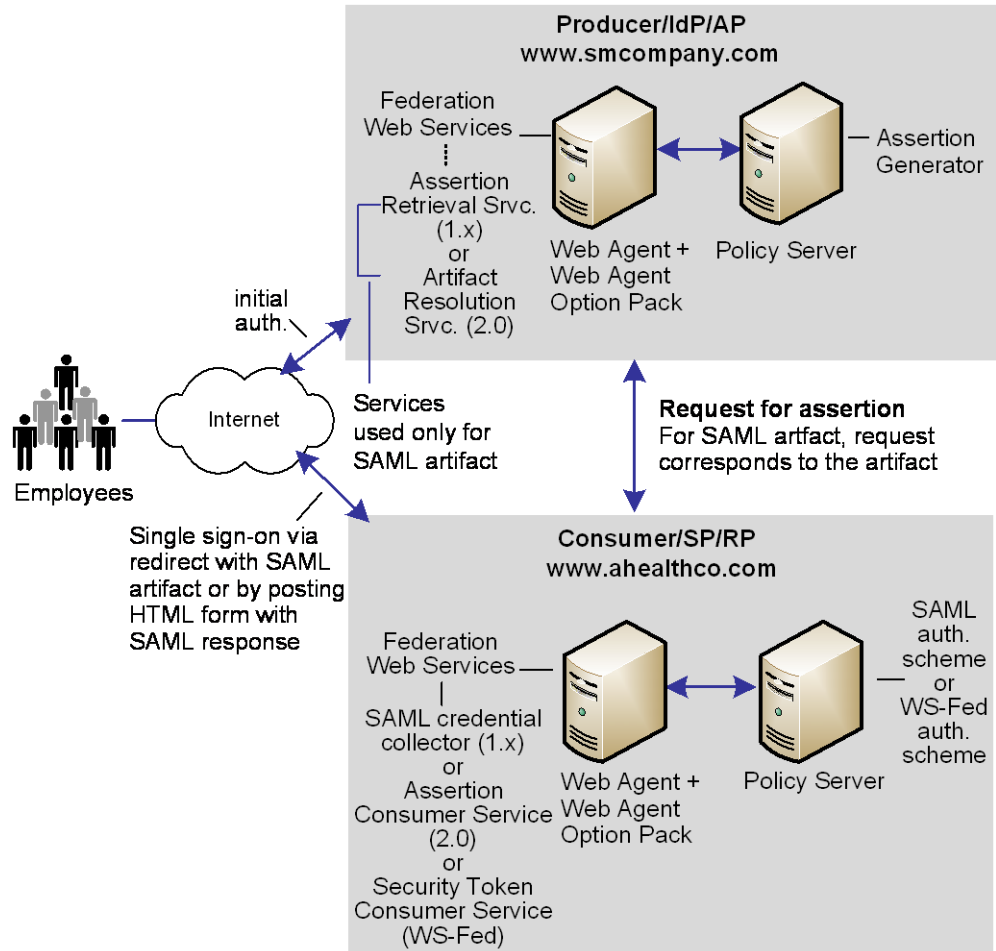 Producer/IdP/AP
www.smcompany.com
Federation
Web Services
Assertion
Retrieval Srvc.
(1.x)
or
Artifact
Resolution
Srvc. (2.0)
Web Agent +
Web Agent
Option Pack
Policy Server
Assertion
Generator
initial
auth.
Internet
Employees
Services
used only for
SAML artifact
Request for assertion
For SAML artfact, request
corresponds to the artifact
Single sign-on via
redirect with SAML
artifact or by posting
HTML form with
SAML response
Consumer/SP/RP
www.ahealthco.com
Federation
Web Services
SAML credential
collector (1.x)
or
Assertion
Consumer Service
(2.0)
or
Security Token
Consumer Service
(WS-Fed)
Web Agent +
Web Agent
Option Pack
Policy Server
SAML
auth.
scheme
or
WS-Fed
auth.
scheme